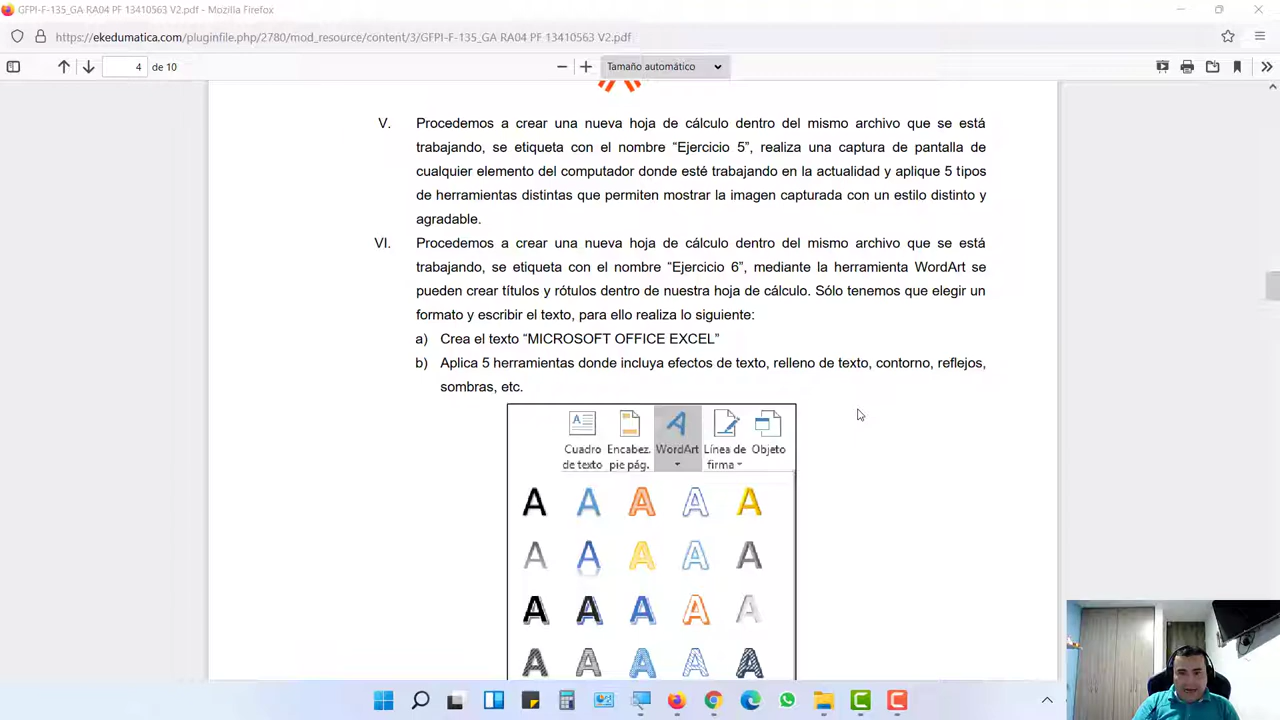 GFPI-F-135_GA RA04 PF 13410563 V2.pdf - Mozilla Firefox
https://ekedumatica.com/pluginfile.php/2780/mod_resource/content/3/GFPI-F-135_GA RA04 PF 13410563 V2.pdf
4 de 10
Tamaño automático
V. Procedemos a crear una nueva hoja de cálculo dentro del mismo archivo que se está
trabajando, se etiqueta con el nombre “Ejercicio 5”, realiza una captura de pantalla de
cualquier elemento del computador donde esté trabajando en la actualidad y aplique 5 tipos
de herramientas distintas que permiten mostrar la imagen capturada con un estilo distinto y
agradable.
VI. Procedemos a crear una nueva hoja de cálculo dentro del mismo archivo que se está
trabajando, se etiqueta con el nombre “Ejercicio 6”, mediante la herramienta WordArt se
pueden crear títulos y rótulos dentro de nuestra hoja de cálculo. Sólo tenemos que elegir un
formato y escribir el texto, para ello realiza lo siguiente:
a) Crea el texto “MICROSOFT OFFICE EXCEL”
b) Aplica 5 herramientas donde incluya efectos de texto, relleno de texto, contorno, reflejos,
sombras, etc.
Cuadro Encabez. WordArt Línea de Objeto
de texto pie pág. firma
A A A A A
A A A A A
A A A A A
A A A A A